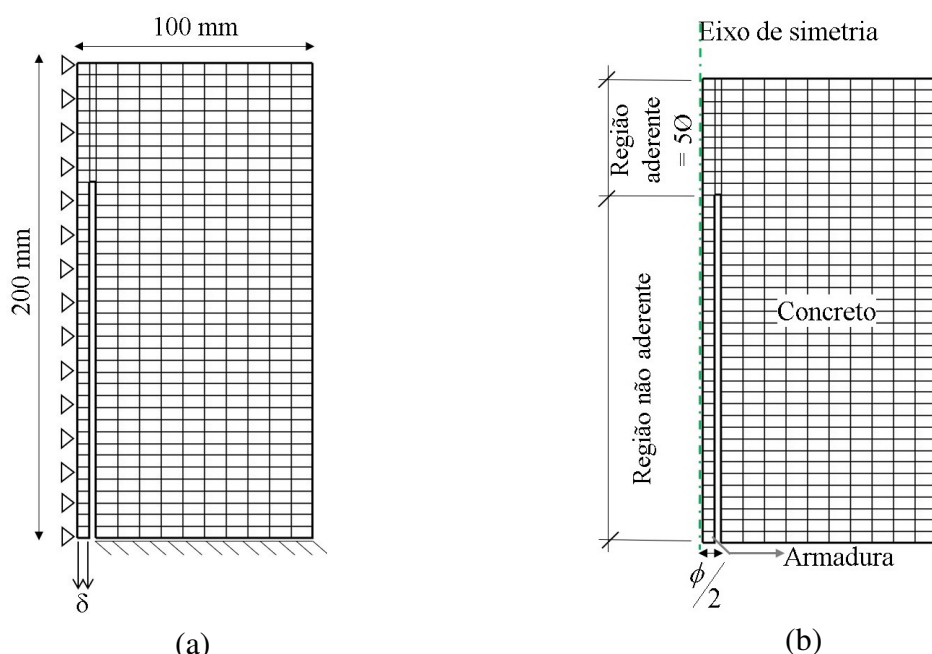 100 mm
200 mm
δ
(a)
Eixo de simetria
Região
aderente
= 5Ø
Região não aderente
Concreto
Armadura
ϕ/2
(b)